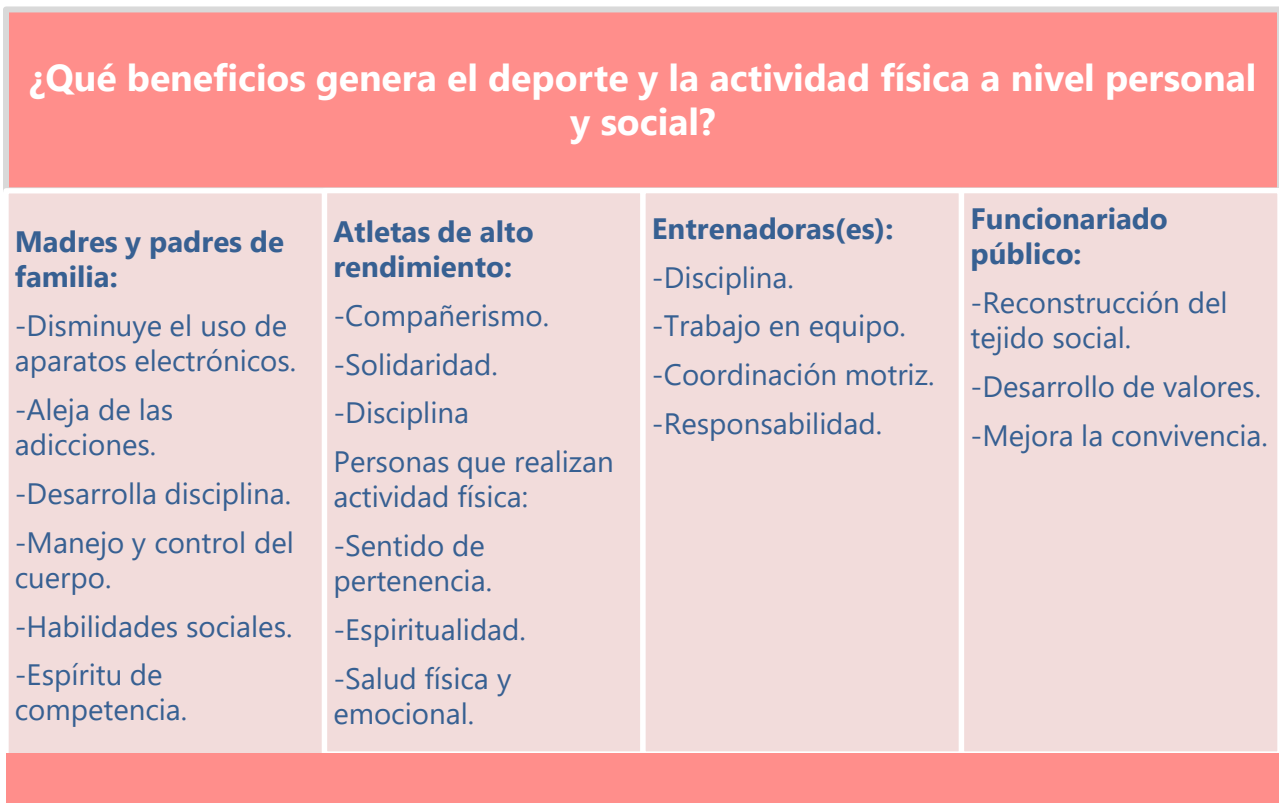 ¿Qué beneficios genera el deporte y la actividad física a nivel personal
y social?
Madres y padres de
familia:
-Disminuye el uso de
aparatos electrónicos.
-Aleja de las
adicciones.
-Desarrolla disciplina.
-Manejo y control del
cuerpo.
-Habilidades sociales.
-Espíritu de
competencia.
Atletas de alto
rendimiento:
-Compañerismo.
-Solidaridad.
-Disciplina
Personas que realizan
actividad física:
-Sentido de
pertenencia.
-Espiritualidad.
-Salud física y
emocional.
Entrenadoras(es):
-Disciplina.
-Trabajo en equipo.
-Coordinación motriz.
-Responsabilidad.
Funcionariado
público:
-Reconstrucción del
tejido social.
-Desarrollo de valores.
-Mejora la convivencia.